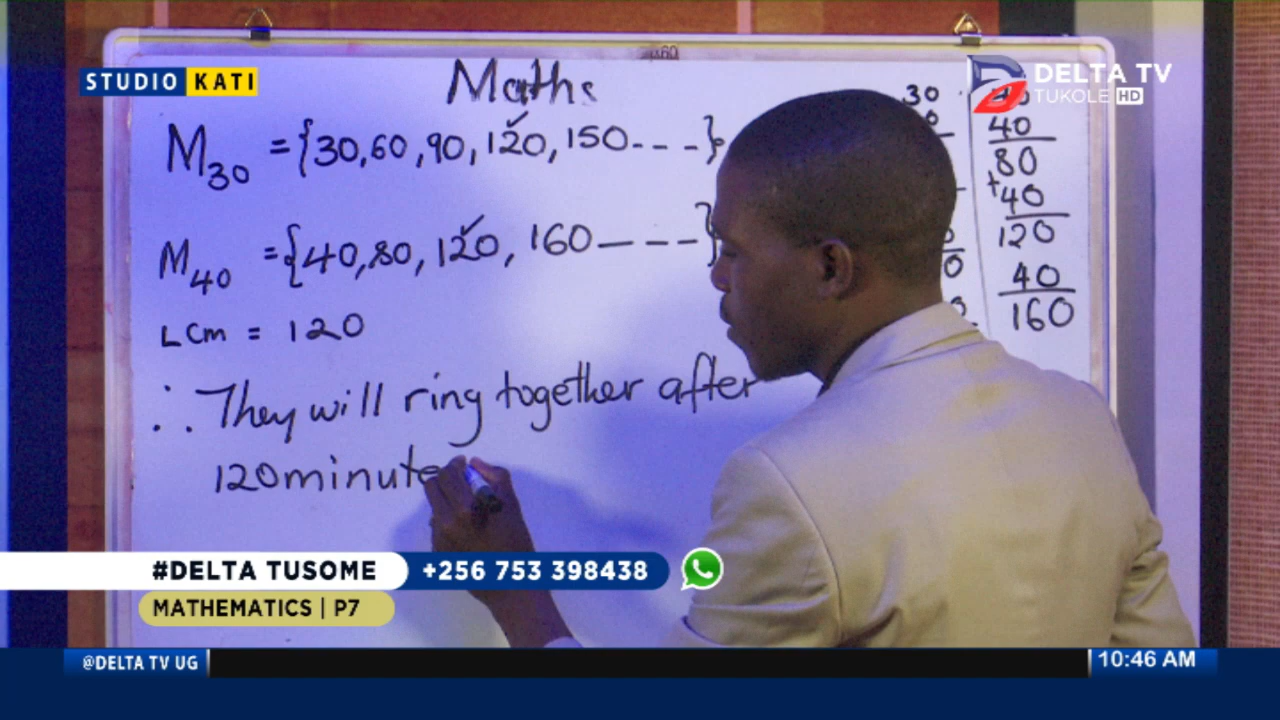 STUDIO KATI
DELTA TV
TUKOLE HD
Maths
M30 = {30,60,90,120,150---}
M40 = {40,80,120,160----}
LCm = 120
∴ They will ring together after
120minute
30
40
80
+40
120
40
160
#DELTA TUSOME +256 753 398438
MATHEMATICS | P7
@DELTA TV UG 10:46 AM